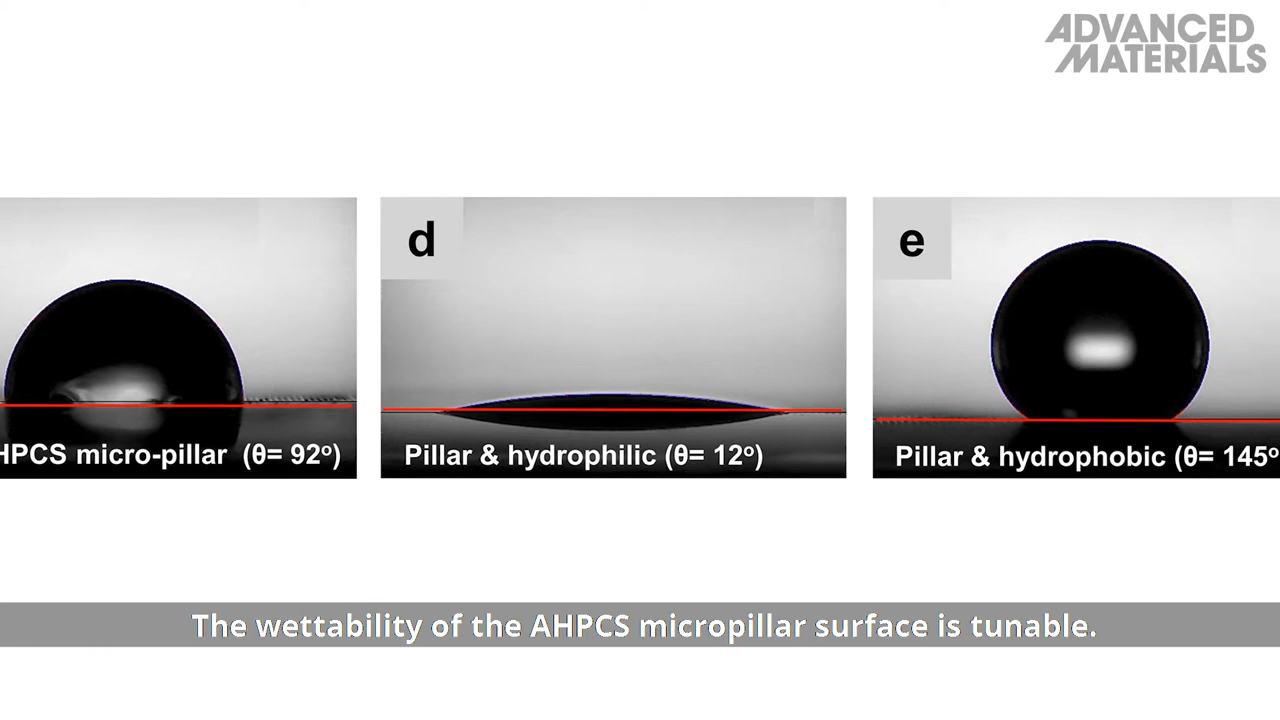 ADVANCED
MATERIALS
d
e
HPCS micro-pillar (θ= 92º)
Pillar & hydrophilic (θ= 12º)
Pillar & hydrophobic (θ= 145º
The wettability of the AHPCS micropillar surface is tunable.